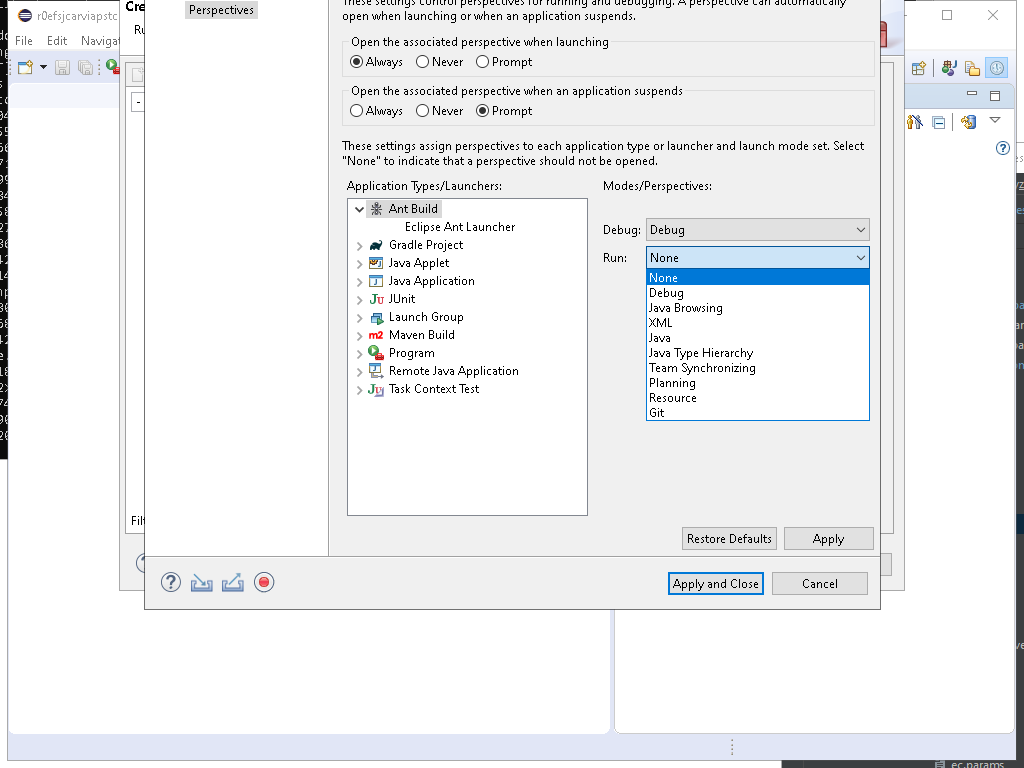 r0efsjcarviapstc
Cre
Perspectives
These settings control perspectives for running and debugging. A perspective can automatically
open when launching or when an application suspends.
File Edit Navigat
Ru
Open the associated perspective when launching
Always Never Prompt
Open the associated perspective when an application suspends
Always Never Prompt
These settings assign perspectives to each application type or launcher and launch mode set. Select
"None" to indicate that a perspective should not be opened.
Application Types/Launchers:
Modes/Perspectives:
Ant Build
Eclipse Ant Launcher
Gradle Project
Java Applet
Java Application
JUnit
Launch Group
Maven Build
Program
Remote Java Application
Task Context Test
Debug: Debug
Run: None
None
Debug
Java Browsing
XML
Java
Java Type Hierarchy
Team Synchronizing
Planning
Resource
Git
Filt
Restore Defaults
Apply
Apply and Close
Cancel
ec.params